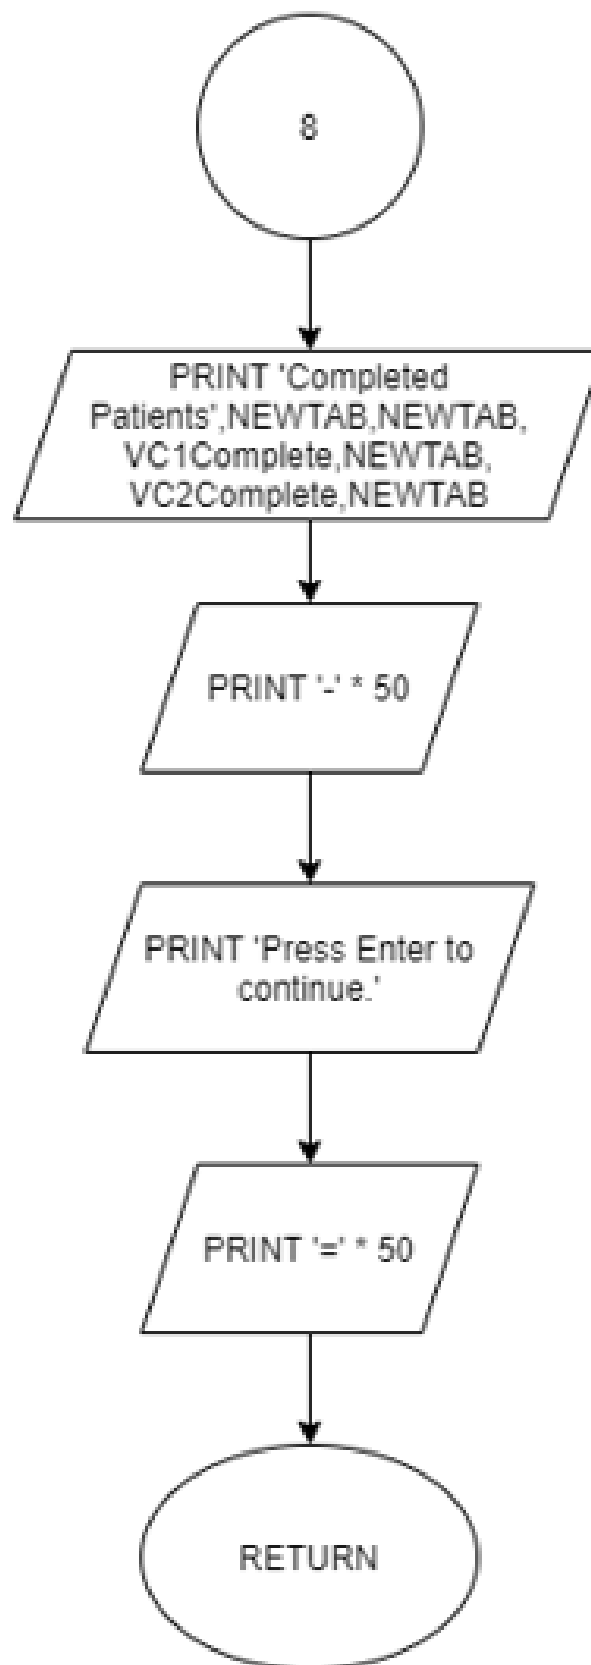 8
PRINT 'Completed
Patients',NEWTAB,NEWTAB,
VC1Complete,NEWTAB,
VC2Complete,NEWTAB
PRINT '-' * 50
PRINT 'Press Enter to
continue.'
PRINT '=' * 50
RETURN